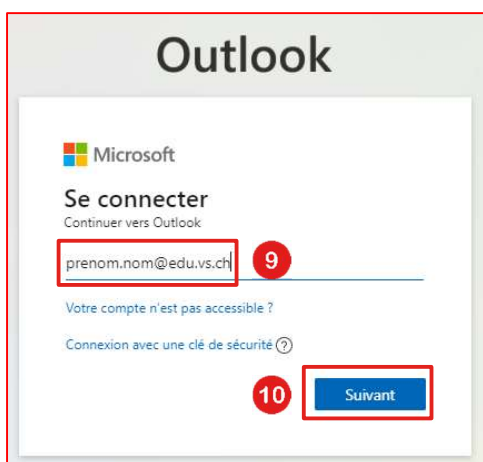 Outlook
Microsoft
Se connecter
Continuer vers Outlook
prenom.nom@edu.vs.ch 9
Votre compte n'est pas accessible ?
Connexion avec une clé de sécurité ?
10 Suivant